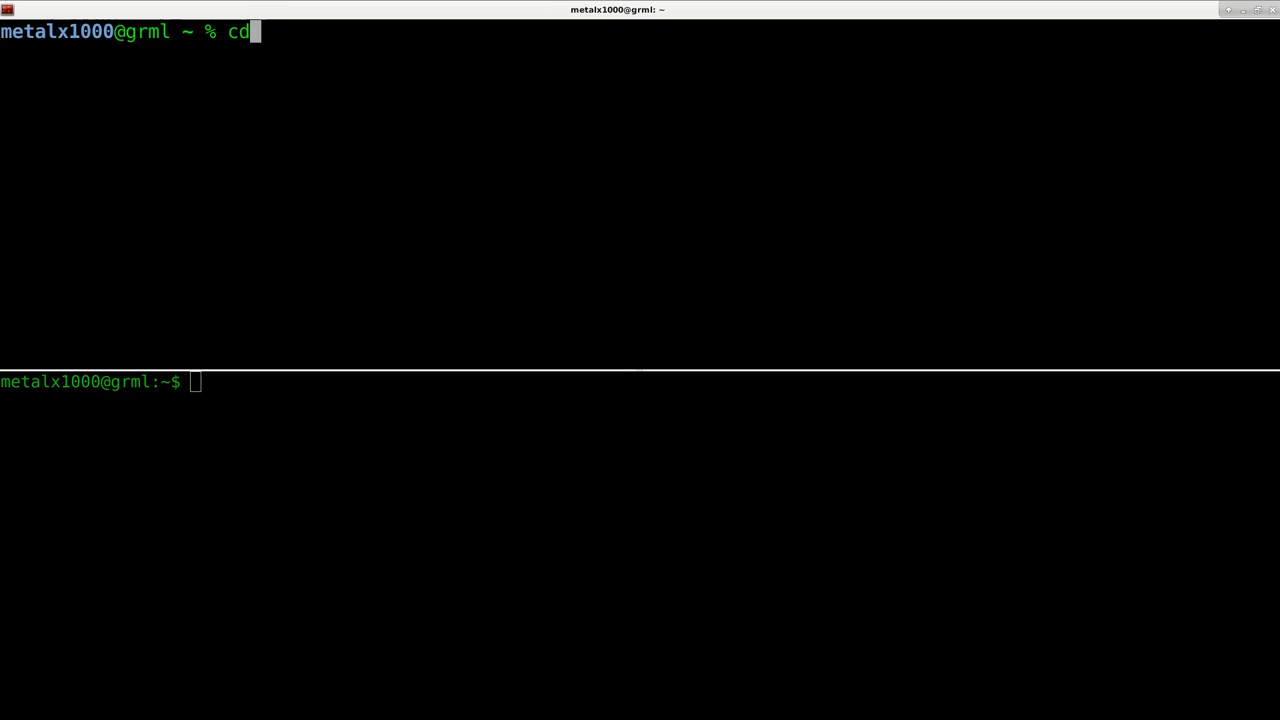 metalx1000@grml: ~
metalx1000@grml ~ % cd
metalx1000@grml:~$